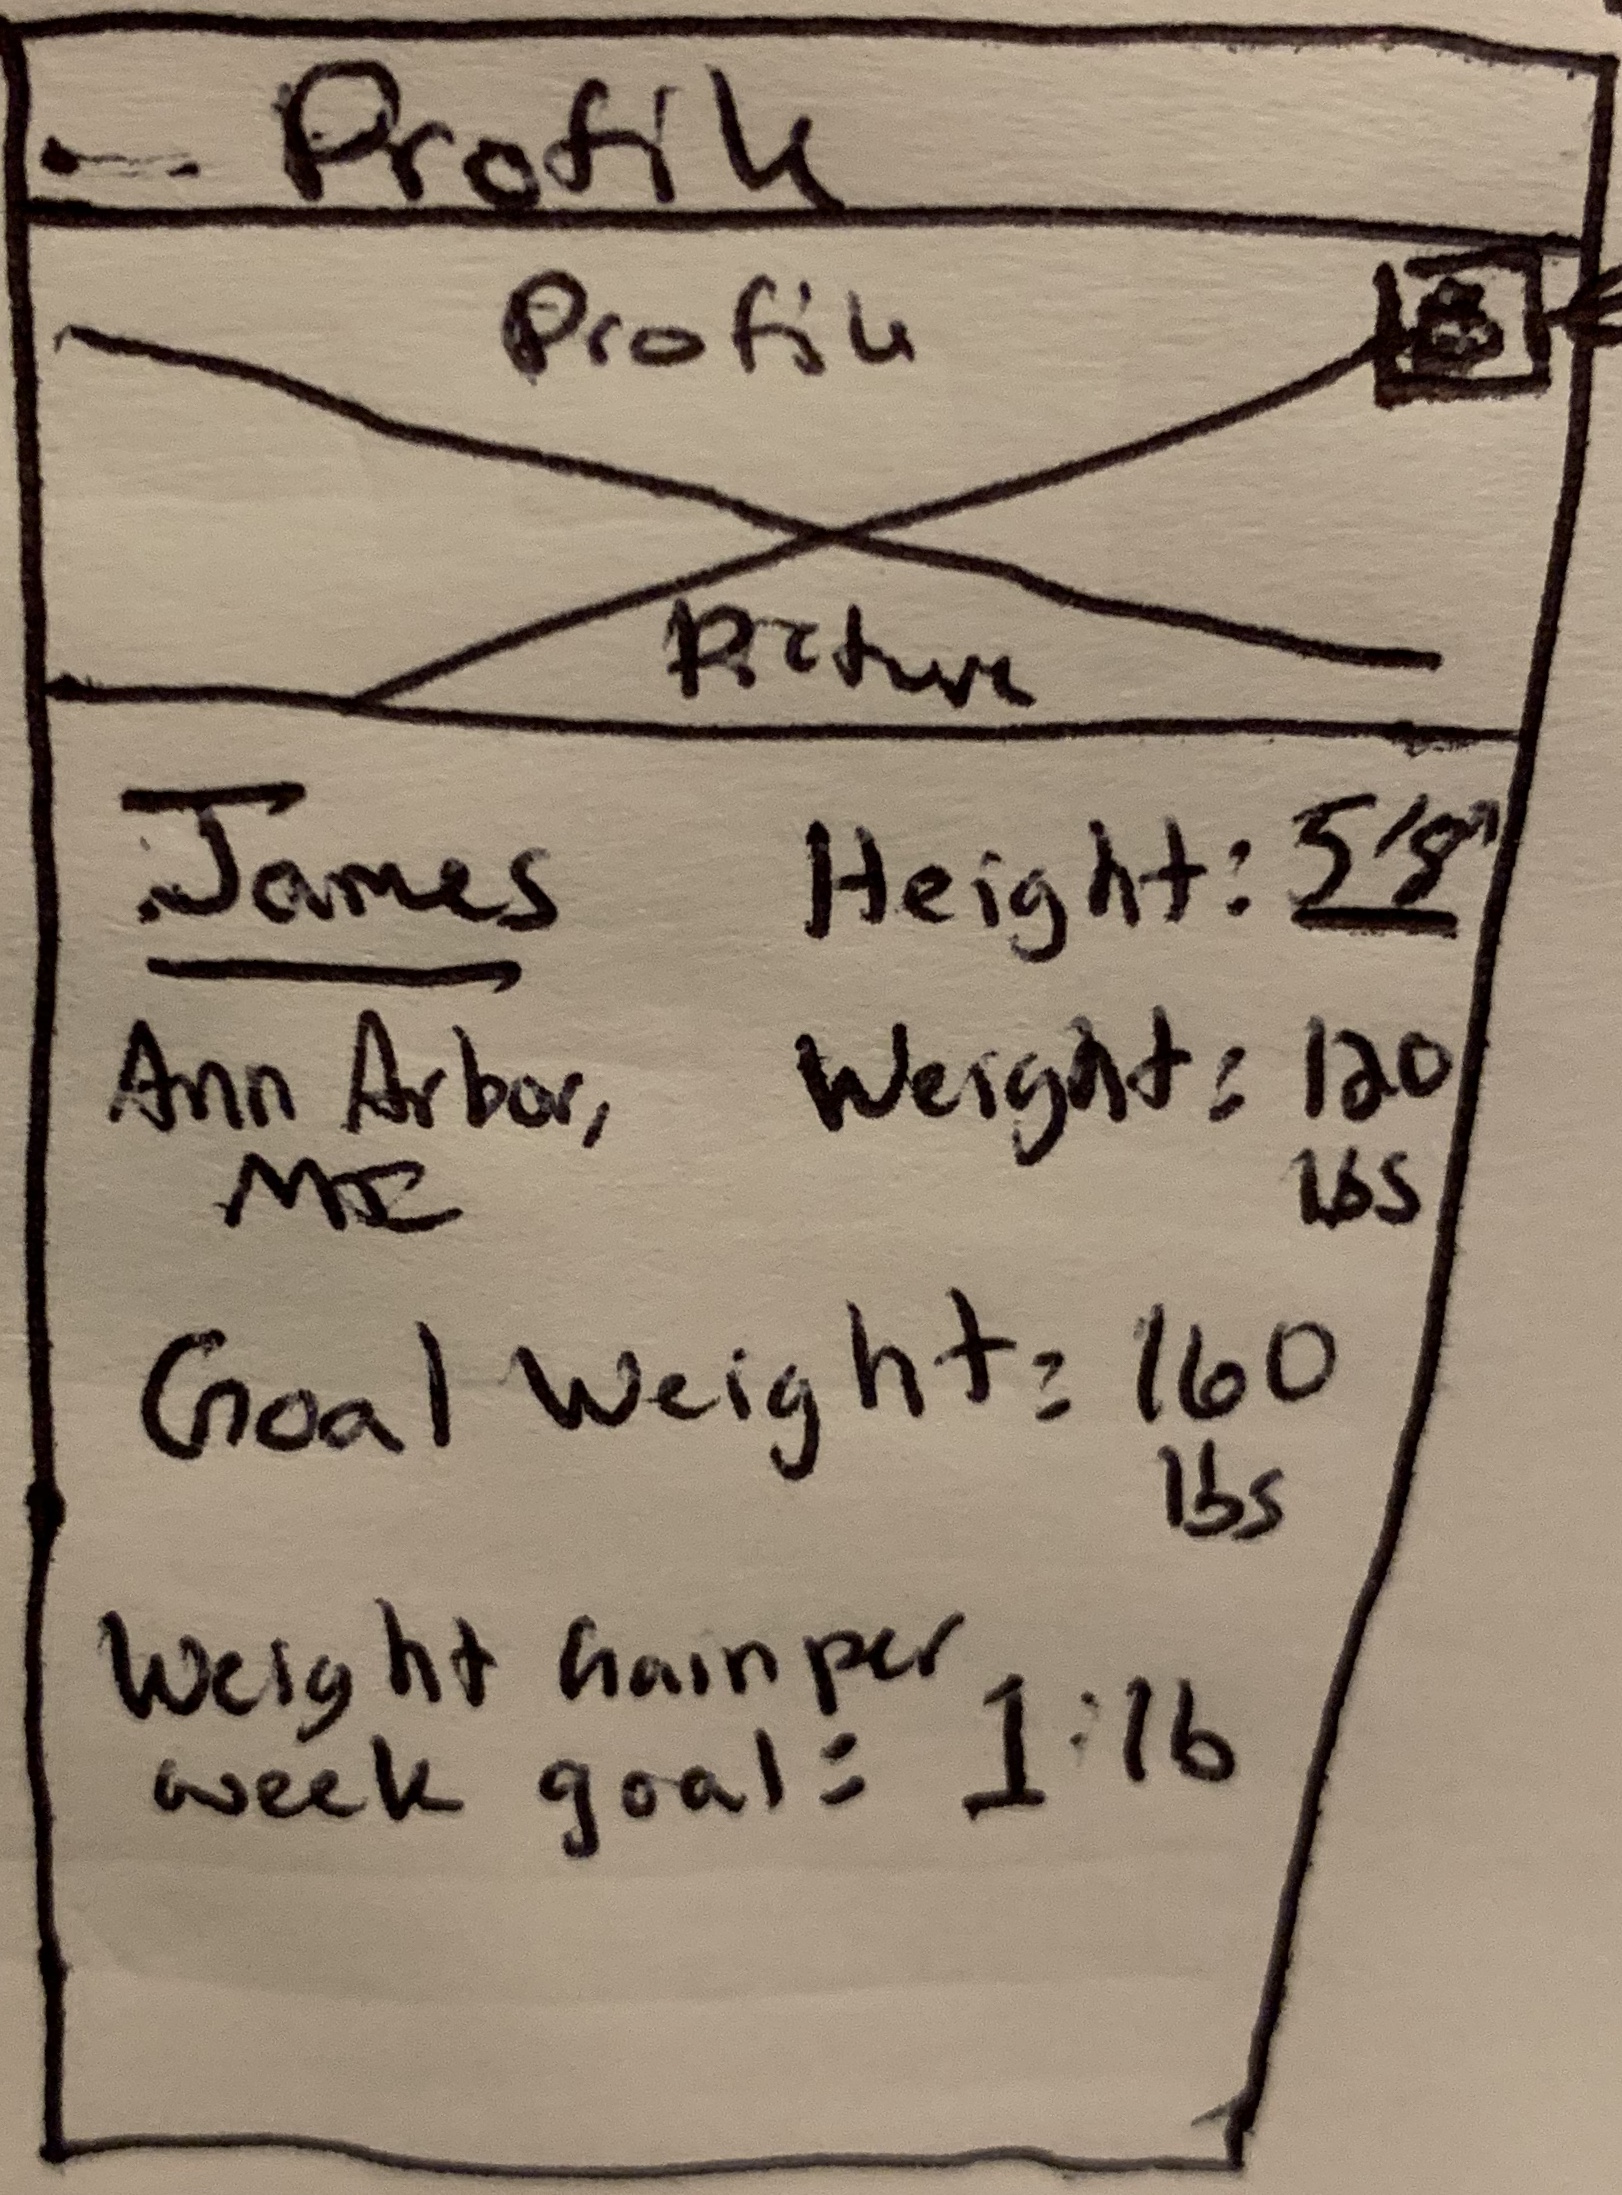 Profile
Profile
Picture
James
Height: 5'8"
Ann Arbor,
MI
Weight: 120
lbs
Goal Weight: 160
lbs
Weight Gain per
week goal: 1 lb